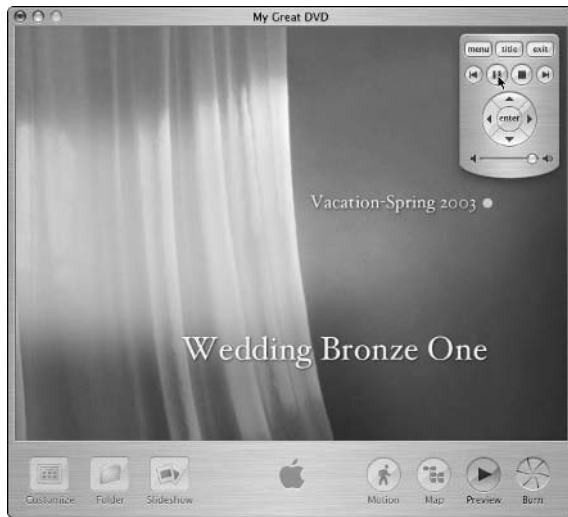 My Great DVD
menu title exit
enter
Vacation-Spring 2003
Wedding Bronze One
Customize Folder Slideshow Motion Map Preview Burn